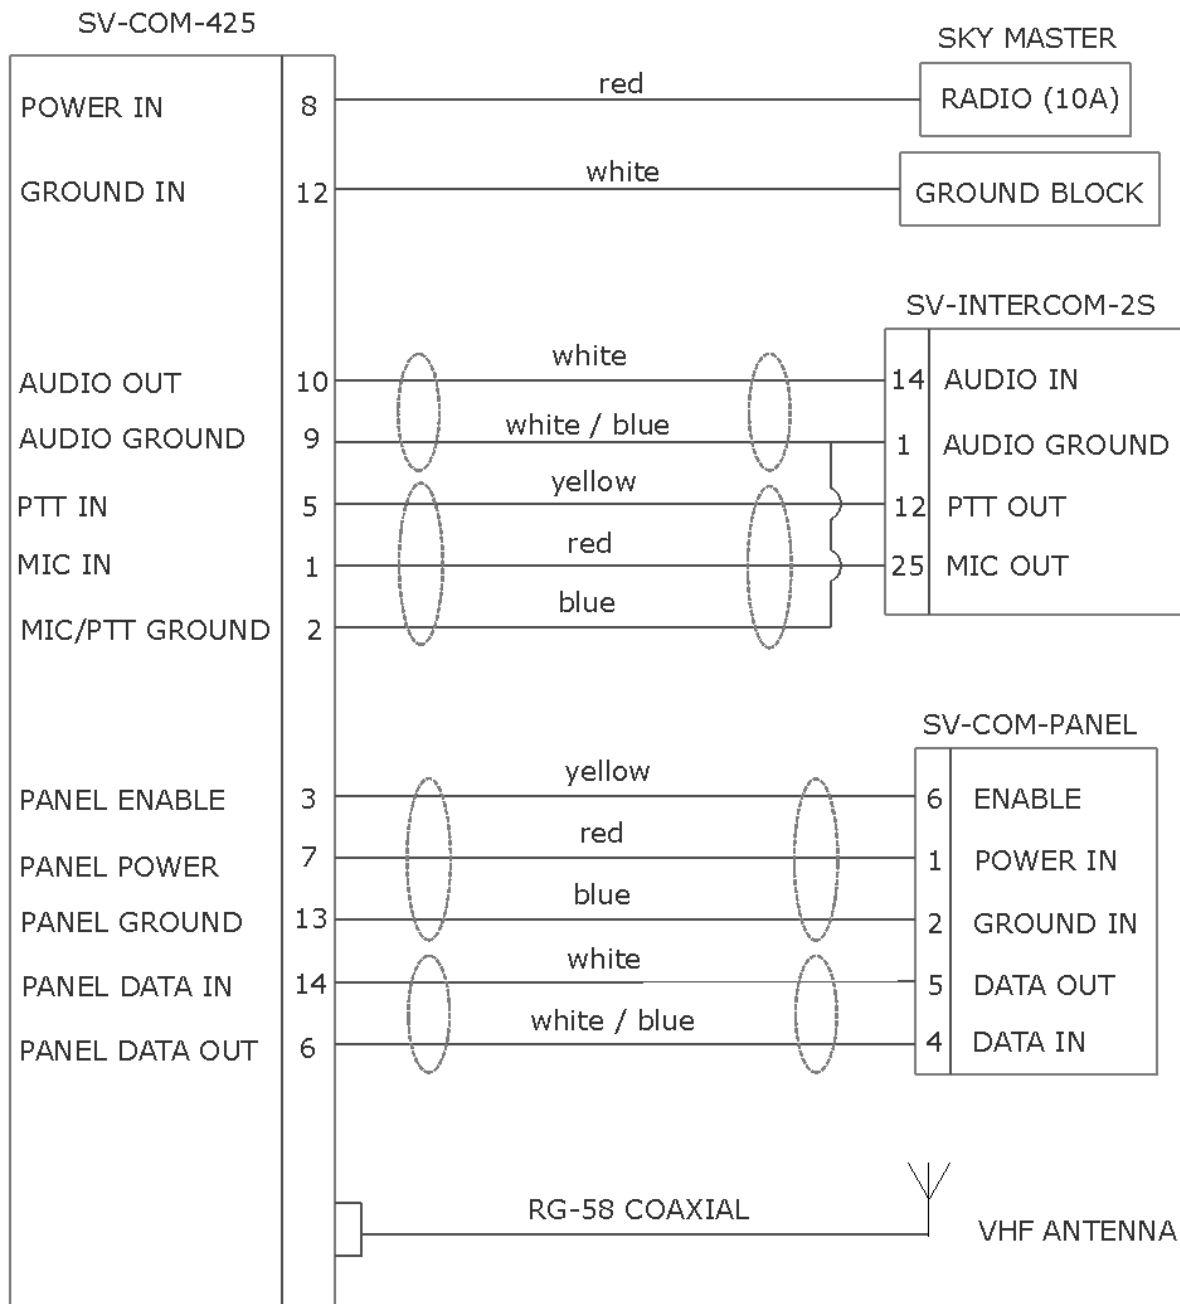 SV-COM-425
SKY MASTER
POWER IN 8 red RADIO (10A)
GROUND IN 12 white GROUND BLOCK
SV-INTERCOM-2S
AUDIO OUT 10 white 14 AUDIO IN
AUDIO GROUND 9 white / blue 1 AUDIO GROUND
PTT IN 5 yellow 12 PTT OUT
MIC IN 1 red 25 MIC OUT
MIC/PTT GROUND 2 blue
SV-COM-PANEL
PANEL ENABLE 3 yellow 6 ENABLE
PANEL POWER 7 red 1 POWER IN
PANEL GROUND 13 blue 2 GROUND IN
PANEL DATA IN 14 white 5 DATA OUT
PANEL DATA OUT 6 white / blue 4 DATA IN
RG-58 COAXIAL
VHF ANTENNA